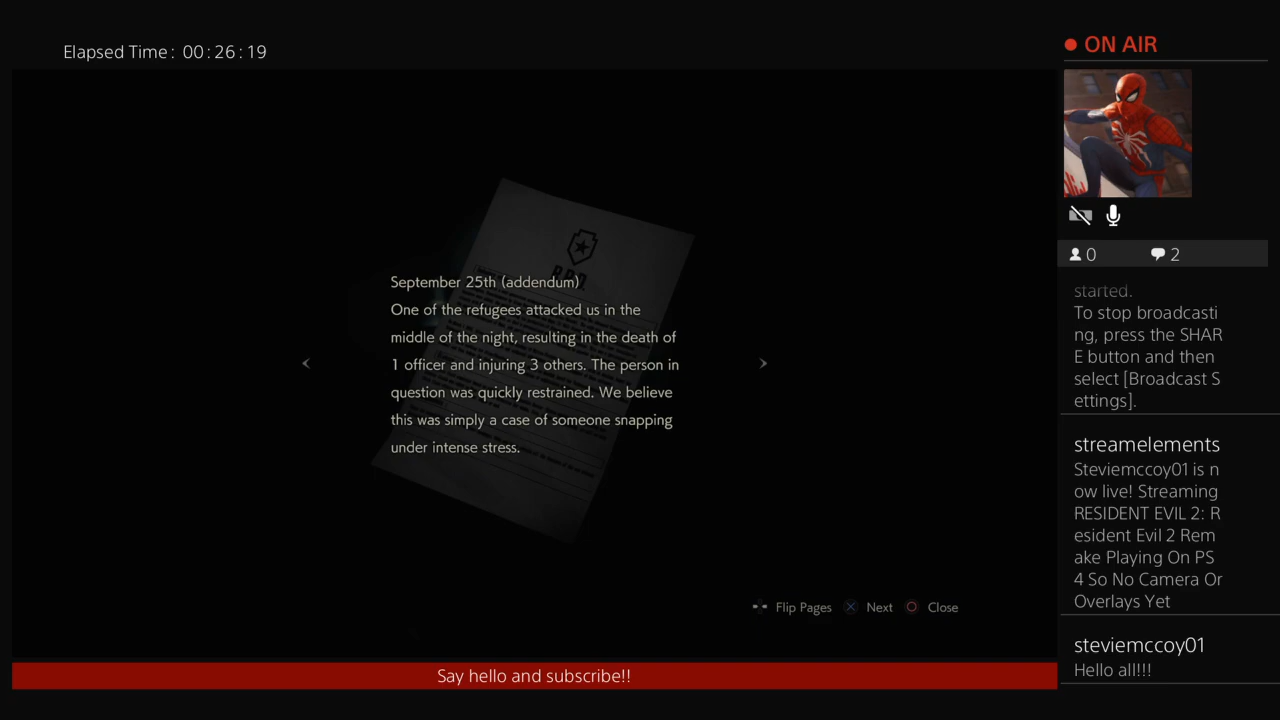 Elapsed Time: 00:26:19
ON AIR
0 2
started.
To stop broadcasti
ng, press the SHAR
E button and then
select [Broadcast S
ettings].
streamelements
Steviemccoy01 is n
ow live! Streaming
RESIDENT EVIL 2: R
esident Evil 2 Rem
ake Playing On PS
4 So No Camera Or
Overlays Yet
steviemccoy01
Hello all!!!
R.P.D.
September 25th (addendum)
One of the refugees attacked us in the
middle of the night, resulting in the death of
1 officer and injuring 3 others. The person in
question was quickly restrained. We believe
this was simply a case of someone snapping
under intense stress.
Flip Pages Next Close
Say hello and subscribe!!